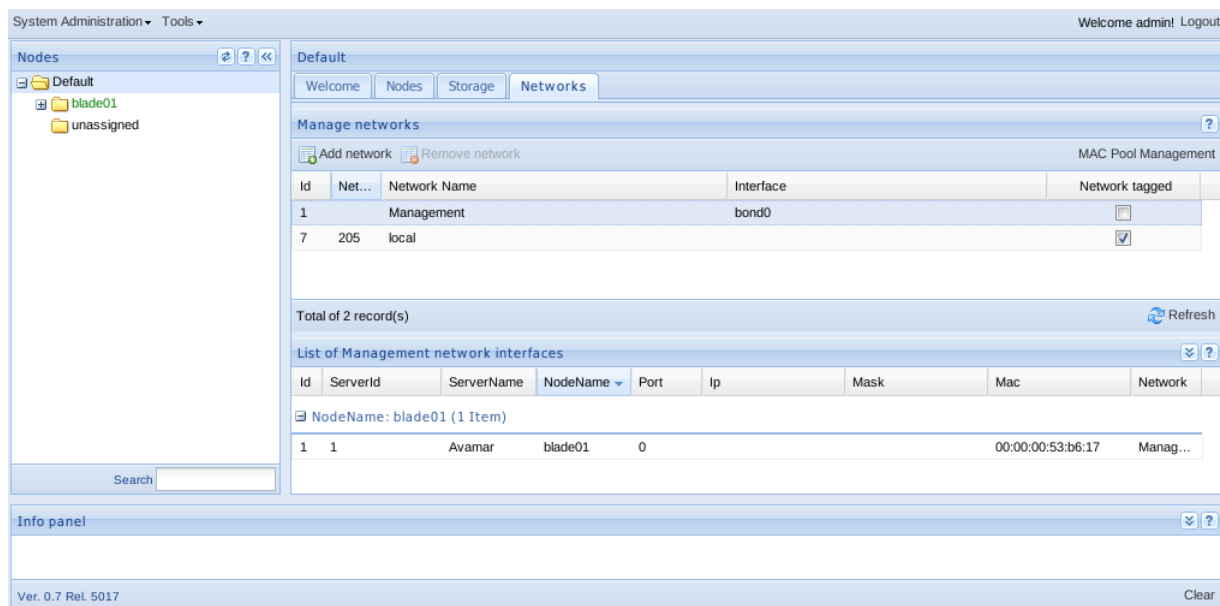 System Administration Tools Welcome admin! Logout
Nodes
Default
blade01
unassigned
Search
Default
Welcome Nodes Storage Networks
Manage networks
Add network Remove network MAC Pool Management
Id Net... Network Name Interface Network tagged
1 Management bond0
7 205 local
Total of 2 record(s) Refresh
List of Management network interfaces
Id ServerId ServerName NodeName Port Ip Mask Mac Network
NodeName: blade01 (1 Item)
1 1 Avamar blade01 0 00:00:00:53:b6:17 Manag...
Info panel
Ver. 0.7 Rel. 5017 Clear